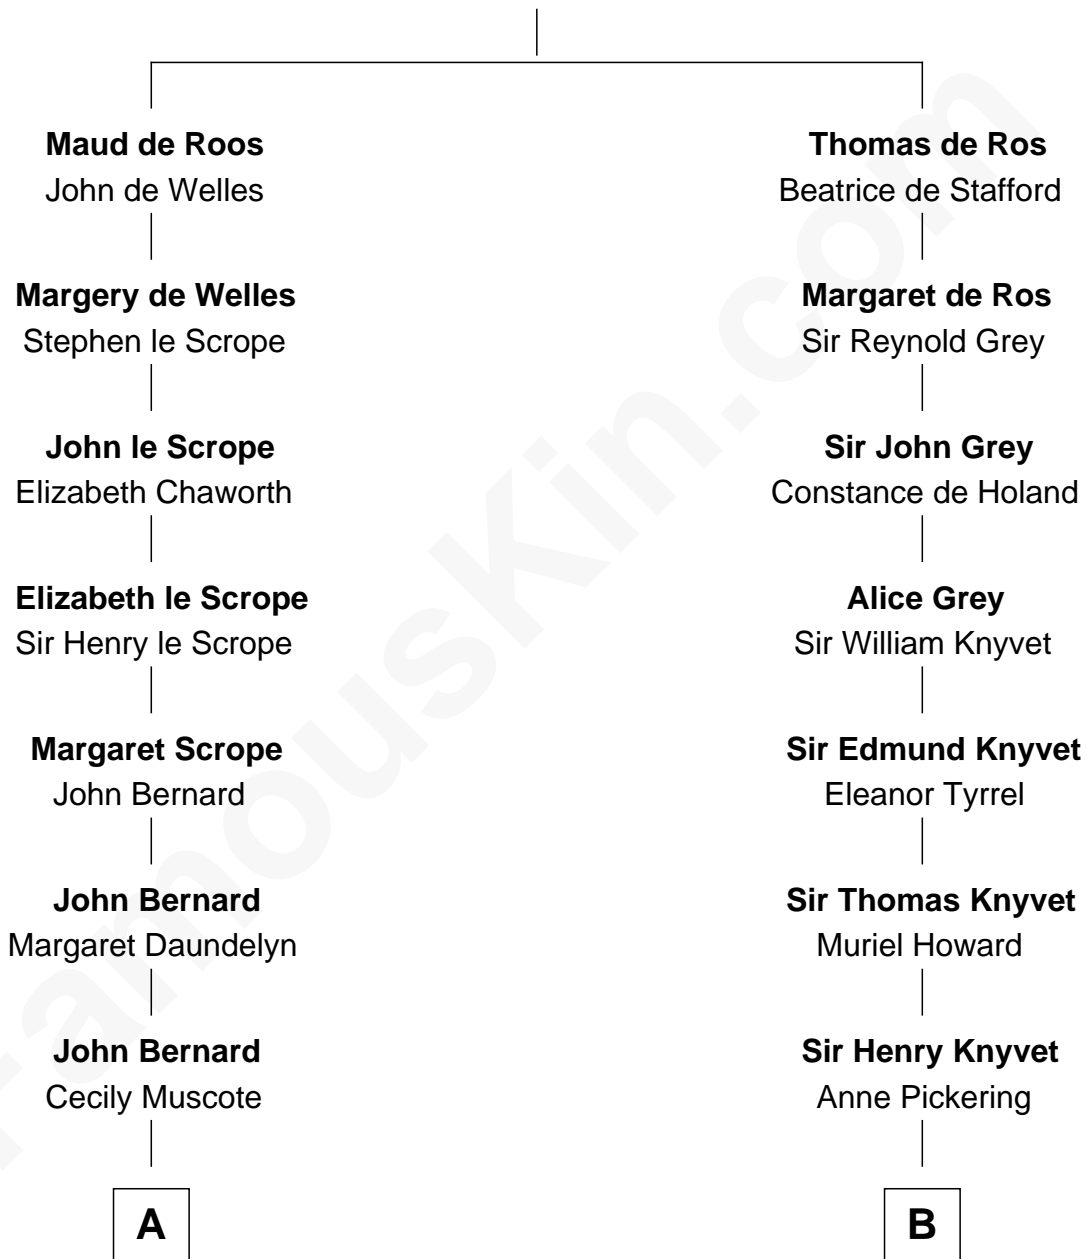 Maud de Roos
John de Welles
Margery de Welles
Stephen le Scrope
John le Scrope
Elizabeth Chaworth
Elizabeth le Scrope
Sir Henry le Scrope
Margaret Scrope
John Bernard
John Bernard
Margaret Daundelyn
John Bernard
Cecily Muscote
A
Thomas de Ros
Beatrice de Stafford
Margaret de Ros
Sir Reynold Grey
Sir John Grey
Constance de Holand
Alice Grey
Sir William Knyvet
Sir Edmund Knyvet
Eleanor Tyrrel
Sir Thomas Knyvet
Muriel Howard
Sir Henry Knyvet
Anne Pickering
B
FamousKin.com